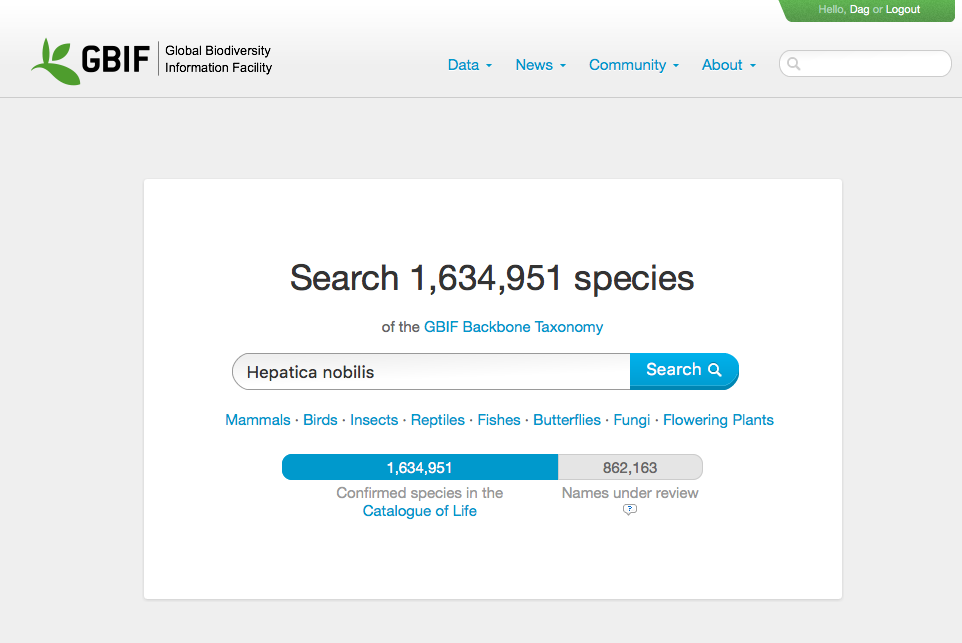 Hello, Dag or Logout
GBIF
Global Biodiversity
Information Facility
Data News Community About
Search 1,634,951 species
of the GBIF Backbone Taxonomy
Hepatica nobilis Search
Mammals · Birds · Insects · Reptiles · Fishes · Butterflies · Fungi · Flowering Plants
1,634,951 862,163
Confirmed species in the Names under review
Catalogue of Life ?